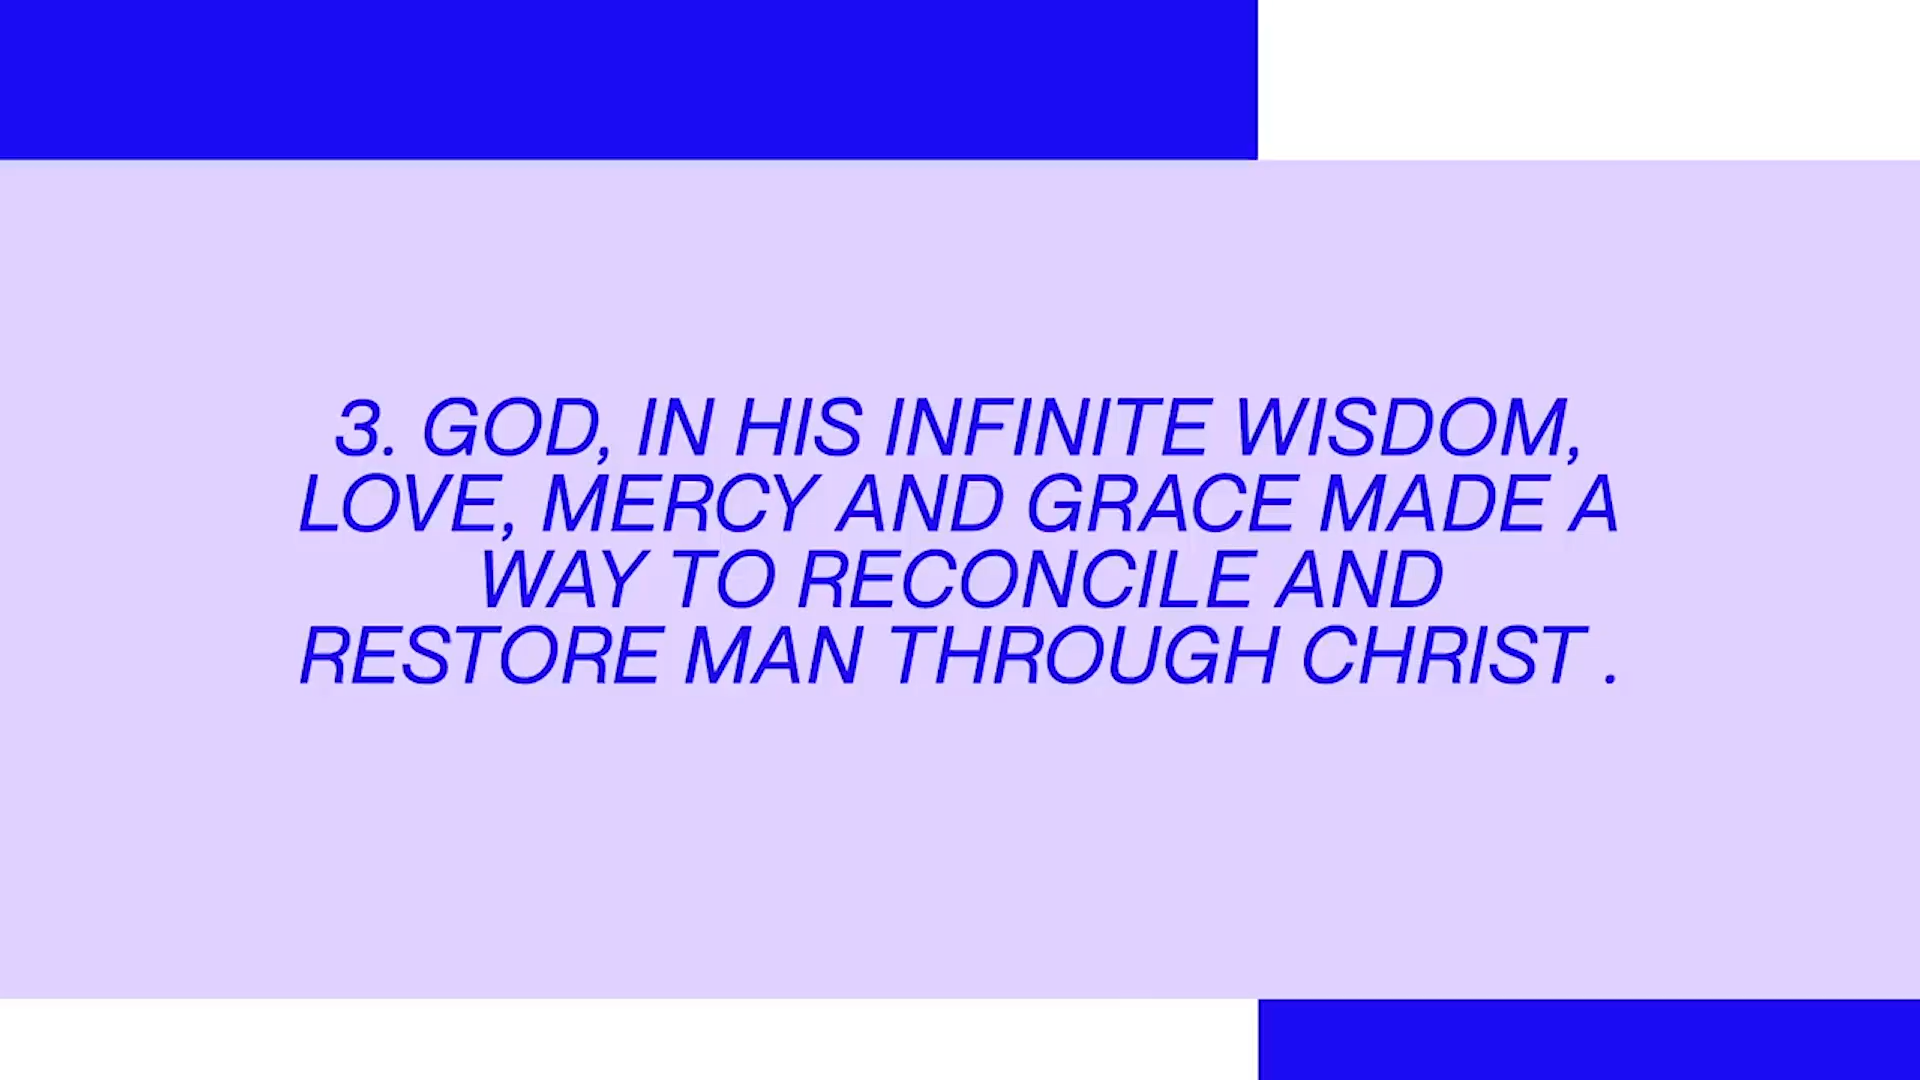 3. GOD, IN HIS INFINITE WISDOM,
LOVE, MERCY AND GRACE MADE A
WAY TO RECONCILE AND
RESTORE MAN THROUGH CHRIST .